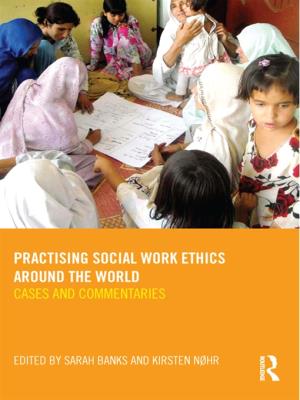 PRACTISING SOCIAL WORK ETHICS
AROUND THE WORLD
CASES AND COMMENTARIES
EDITED BY SARAH BANKS AND KIRSTEN NØHR
ROUTLEDGE